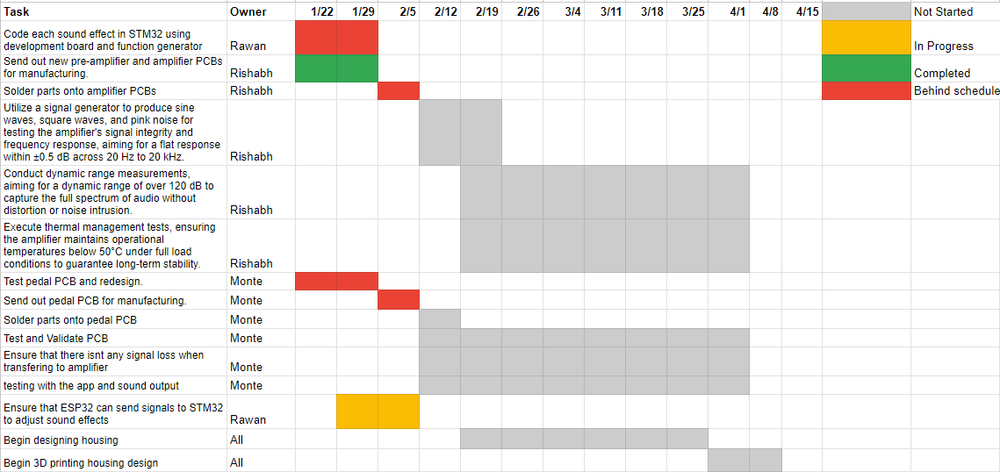 Task Owner 1/22 1/29 2/5 2/12 2/19 2/26 3/4 3/11 3/18 3/25 4/1 4/8 4/15 Not Started
Code each sound effect in STM32 using
development board and function generator Rawan In Progress
Send out new pre-amplifier and amplifier PCBs
for manufacturing. Rishabh Completed
Solder parts onto amplifier PCBs Rishabh Behind schedule
Utilize a signal generator to produce sine
waves, square waves, and pink noise for
testing the amplifier's signal integrity and
frequency response, aiming for a flat response
within ±0.5 dB across 20 Hz to 20 kHz. Rishabh
Conduct dynamic range measurements,
aiming for a dynamic range of over 120 dB to
capture the full spectrum of audio without
distortion or noise intrusion. Rishabh
Execute thermal management tests, ensuring
the amplifier maintains operational
temperatures below 50°C under full load
conditions to guarantee long-term stability. Rishabh
Test pedal PCB and redesign. Monte
Send out pedal PCB for manufacturing. Monte
Solder parts onto pedal PCB Monte
Test and Validate PCB Monte
Ensure that there isnt any signal loss when
transfering to amplifier Monte
testing with the app and sound output Monte
Ensure that ESP32 can send signals to STM32
to adjust sound effects Rawan
Begin designing housing All
Begin 3D printing housing design All